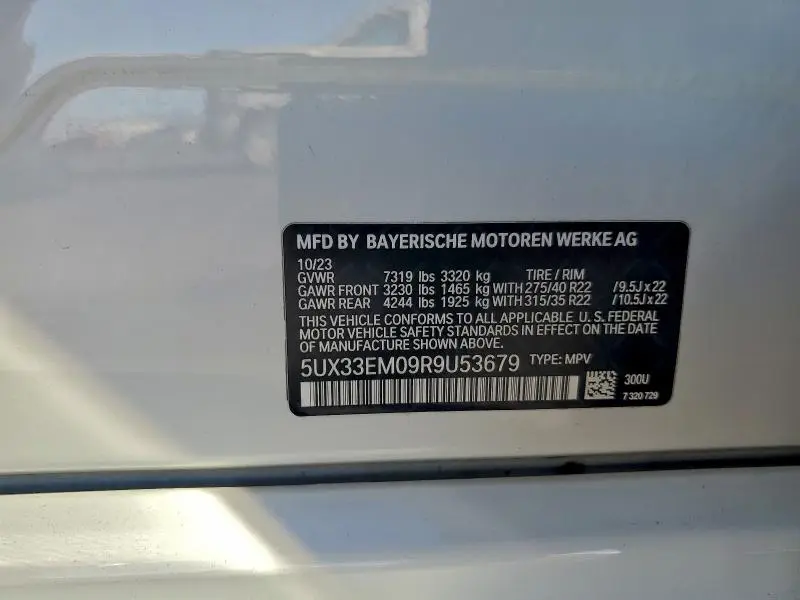 MFD BY BAYERISCHE MOTOREN WERKE AG
10/23
GVWR 7319 lbs 3320 kg TIRE / RIM
GAWR FRONT 3230 lbs 1465 kg WITH 275/40 R22 /9.5J x 22
GAWR REAR 4244 lbs 1925 kg WITH 315/35 R22 /10.5J x 22
THIS VEHICLE CONFORMS TO ALL APPLICABLE U. S. FEDERAL
MOTOR VEHICLE SAFETY STANDARDS IN EFFECT ON THE DATE
OF MANUFACTURE SHOWN ABOVE.
5UX33EM09R9U53679 TYPE: MPV
300U
7 320 729